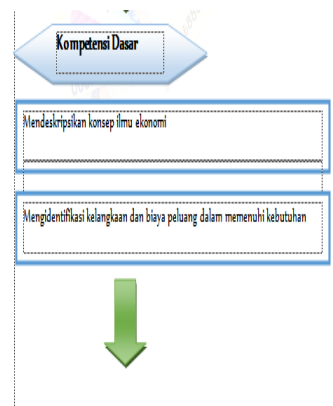 Kompetensi Dasar
Mendeskripsikan konsep ilmu ekonomi
Mengidentifikasi kelangkaan dan biaya peluang dalam memenuhi kebutuhan